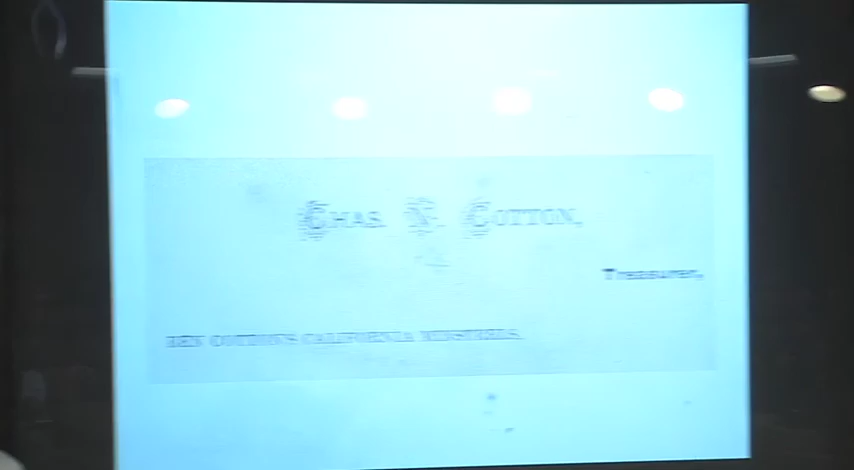 CHAS. N. COTTON,
Treasurer,
BEN COTTON'S CALIFORNIA MINSTRELS.